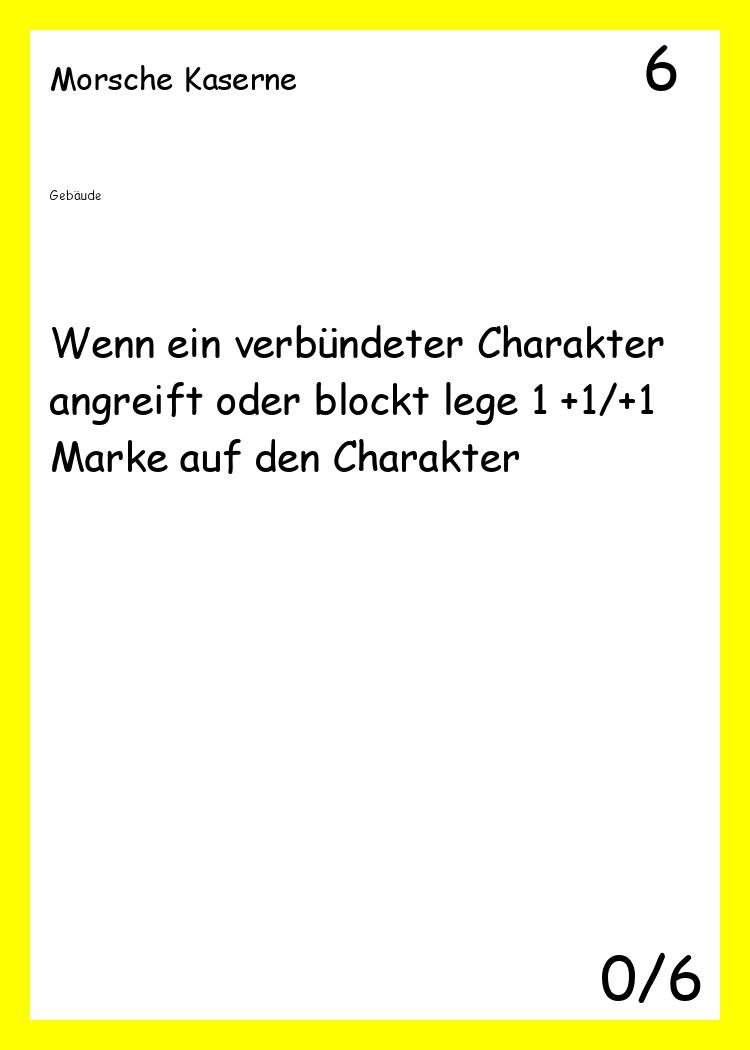 Morsche Kaserne
6
Gebäude
Wenn ein verbündeter Charakter
angreift oder blockt lege 1 +1/+1
Marke auf den Charakter
0/6